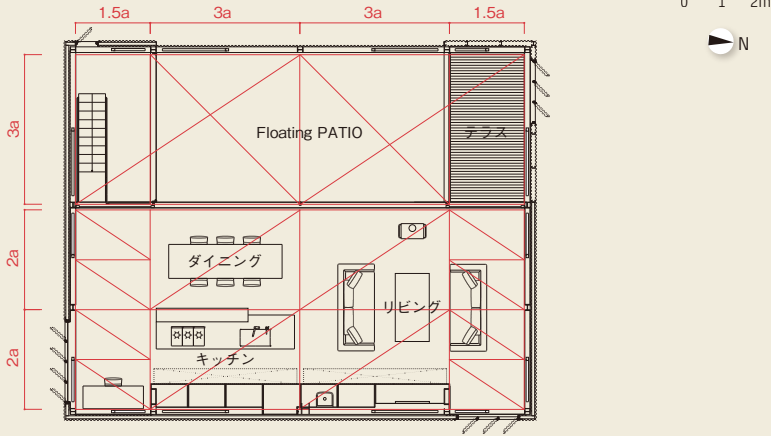 1.5a 3a 3a 1.5a
0 1 2m
N
3a
Floating PATIO
テラス
2a
ダイニング
リビング
2a
キッチン